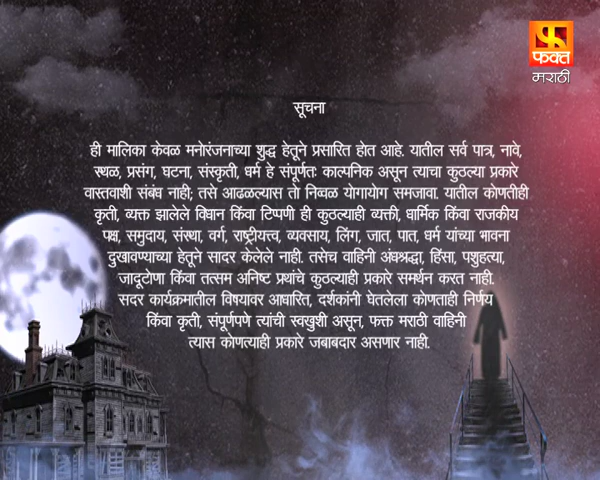 फक्त
मराठी
सूचना
ही मालिका केवळ मनोरंजनाच्या शुद्ध हेतूने प्रसारित होत आहे. यातील सर्व पात्र, नावे,
स्थळ, प्रसंग, घटना, संस्कृती, धर्म हे संपूर्णतः काल्पनिक असून त्याचा कुठल्या प्रकारे
वास्तवाशी संबंध नाही; तसे आढळल्यास तो निव्वळ योगायोग समजावा. यातील कोणतीही
कृती, व्यक्त झालेले विधान किंवा टिप्पणी ही कुठल्याही व्यक्ती, धार्मिक किंवा राजकीय
पक्ष, समुदाय, संस्था, वर्ग, राष्ट्रीयत्त्व, व्यवसाय, लिंग, जात, पात, धर्म यांच्या भावना
दुखावण्याच्या हेतूने सादर केलेले नाही. तसेच वाहिनी अंधश्रद्धा, हिंसा, पशुहत्या,
जादूटोणा किंवा तत्सम अनिष्ट प्रथांचे कुठल्याही प्रकारे समर्थन करत नाही.
सदर कार्यक्रमातील विषयावर आधारित, दर्शकांनी घेतलेला कोणताही निर्णय
किंवा कृती, संपूर्णपणे त्यांची स्वखुशी असून, फक्त मराठी वाहिनी
त्यास कोणत्याही प्रकारे जबाबदार असणार नाही.